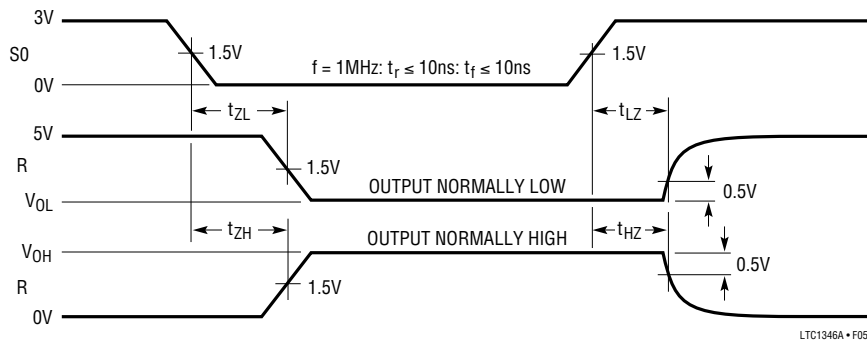 3V
S0
1.5V
f = 1MHz: tr ≤ 10ns: tf ≤ 10ns
1.5V
0V
tZL
tLZ
5V
R
1.5V
OUTPUT NORMALLY LOW
0.5V
VOL
tZH
tHZ
OUTPUT NORMALLY HIGH
VOH
0.5V
R
1.5V
0V
LTC1346A • F05